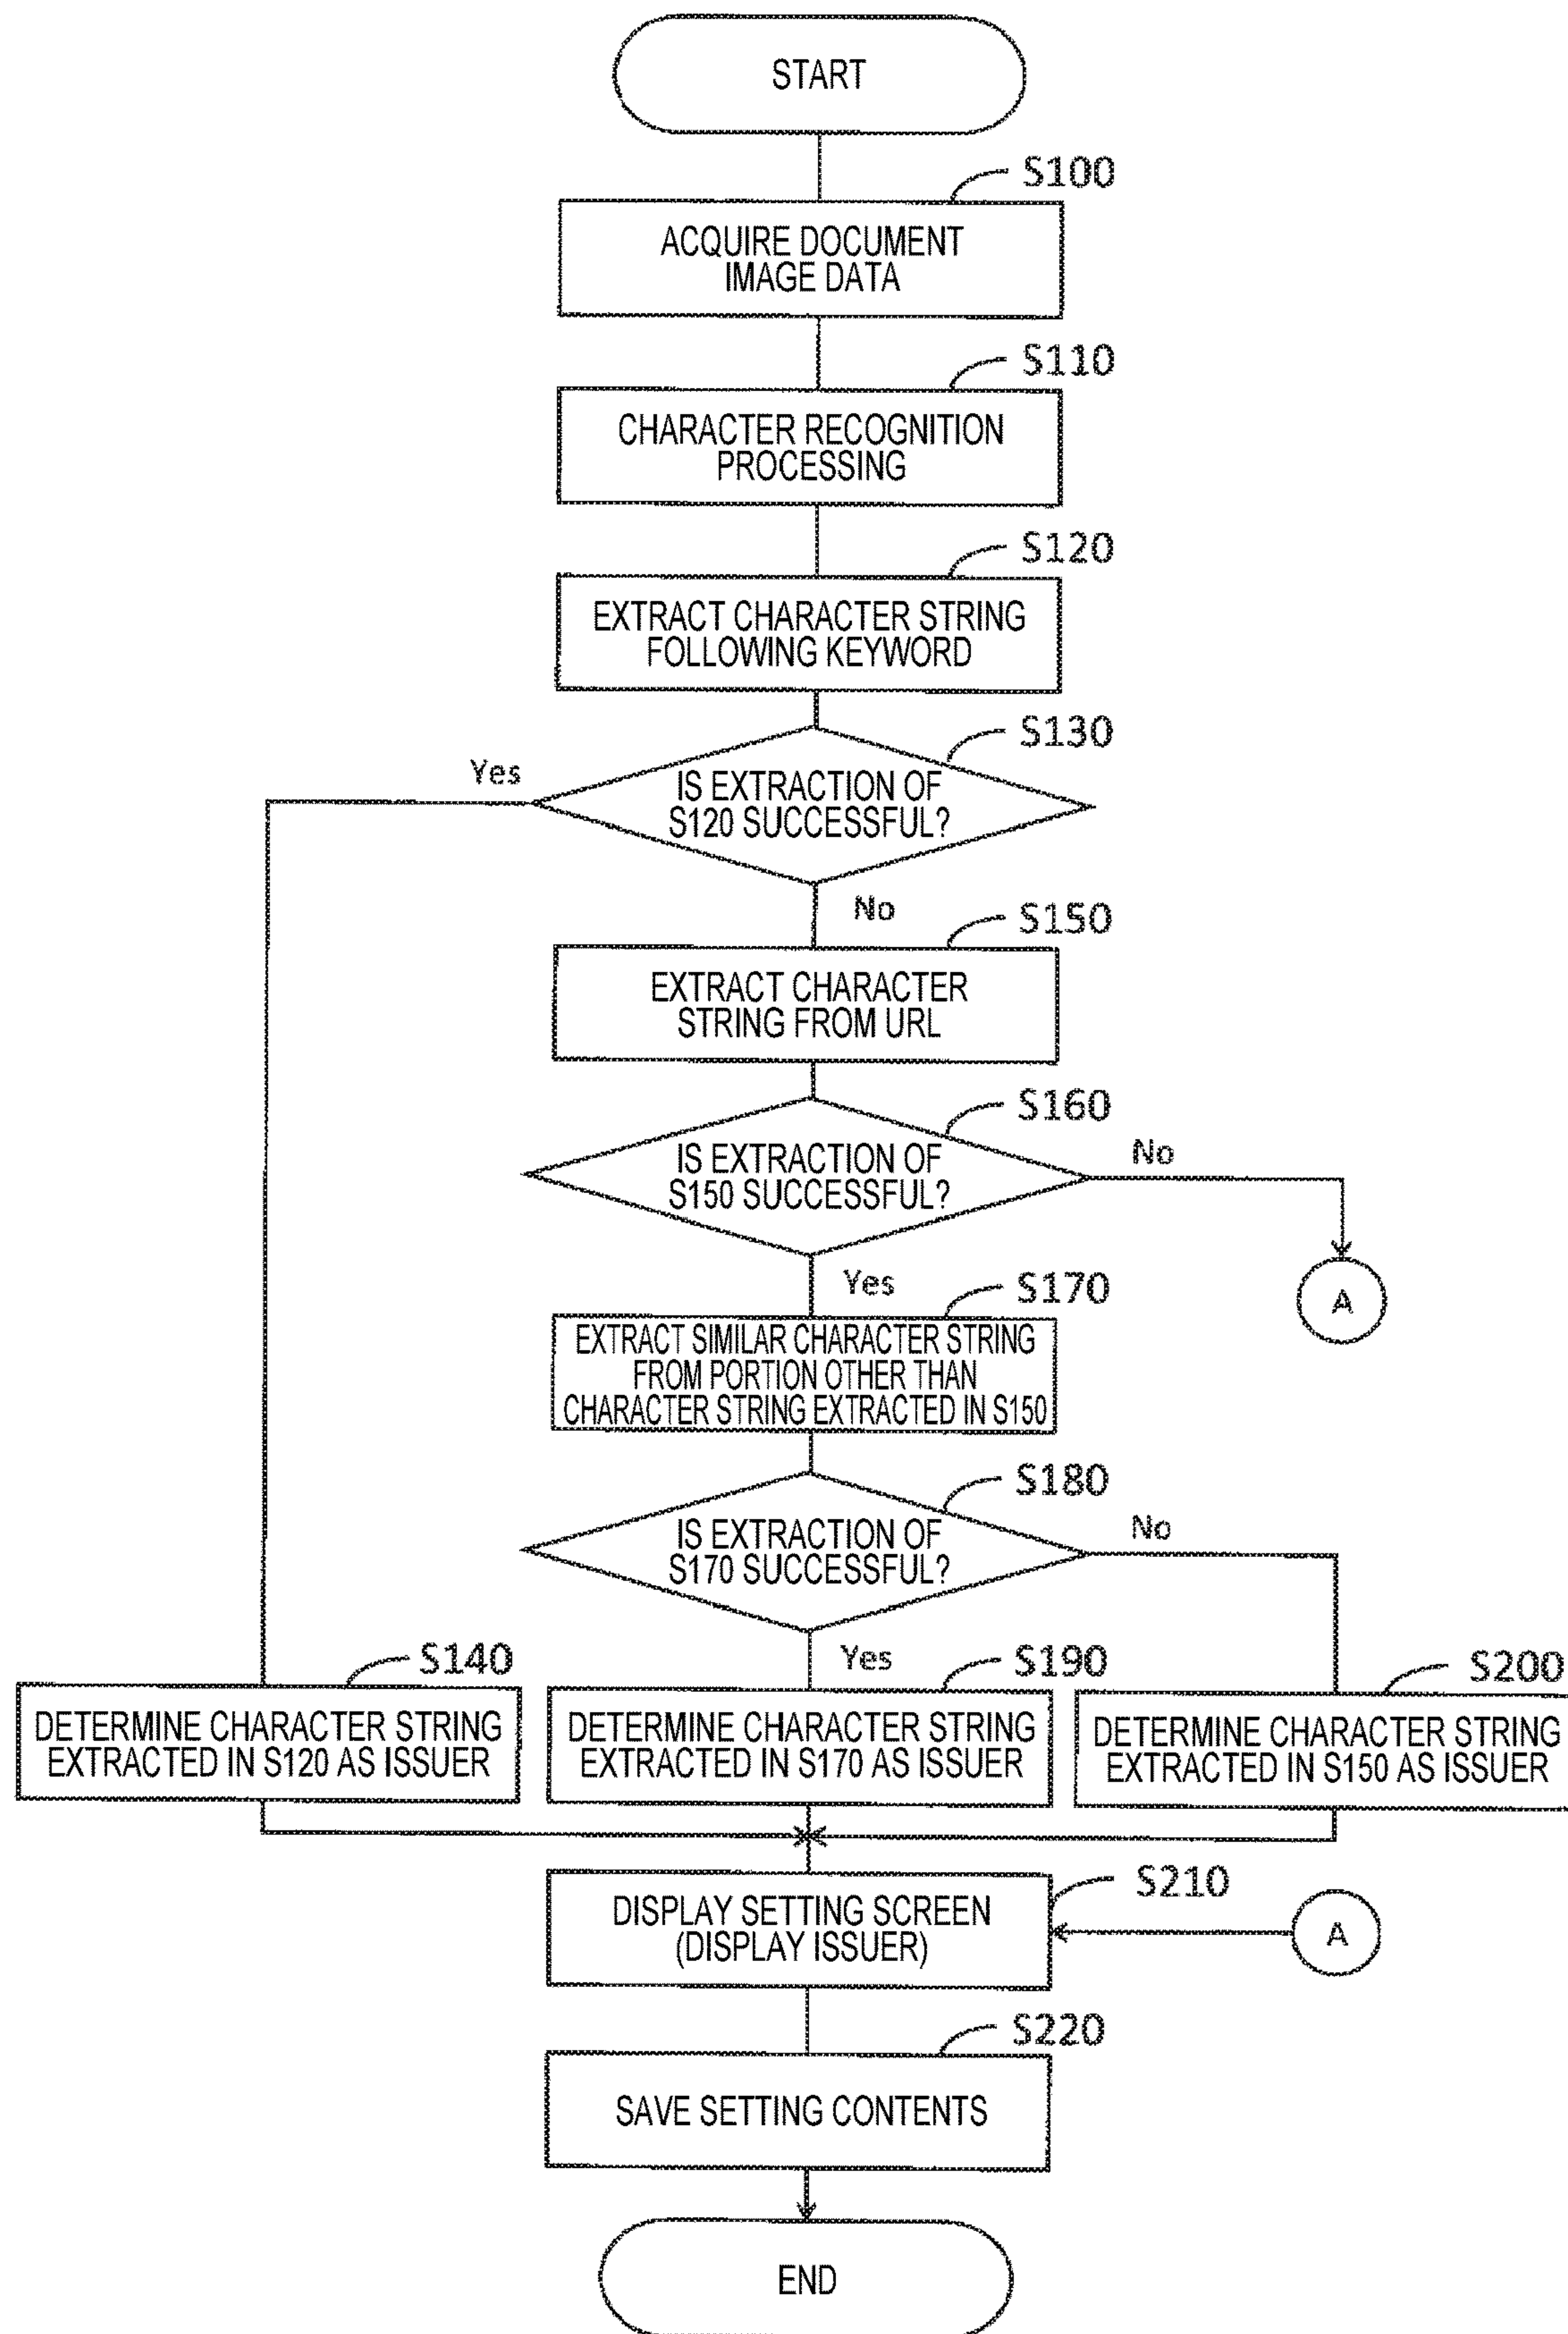 START
S100
ACQUIRE DOCUMENT
IMAGE DATA
S110
CHARACTER RECOGNITION
PROCESSING
S120
EXTRACT CHARACTER STRING
FOLLOWING KEYWORD
S130
Yes
IS EXTRACTION OF
S120 SUCCESSFUL?
No
S150
EXTRACT CHARACTER
STRING FROM URL
S160
IS EXTRACTION OF
S150 SUCCESSFUL?
No
A
Yes
S170
EXTRACT SIMILAR CHARACTER STRING
FROM PORTION OTHER THAN
CHARACTER STRING EXTRACTED IN S150
S180
IS EXTRACTION OF
S170 SUCCESSFUL?
No
Yes
S140
DETERMINE CHARACTER STRING
EXTRACTED IN S120 AS ISSUER
S190
DETERMINE CHARACTER STRING
EXTRACTED IN S170 AS ISSUER
S200
DETERMINE CHARACTER STRING
EXTRACTED IN S150 AS ISSUER
S210
DISPLAY SETTING SCREEN
(DISPLAY ISSUER)
A
S220
SAVE SETTING CONTENTS
END